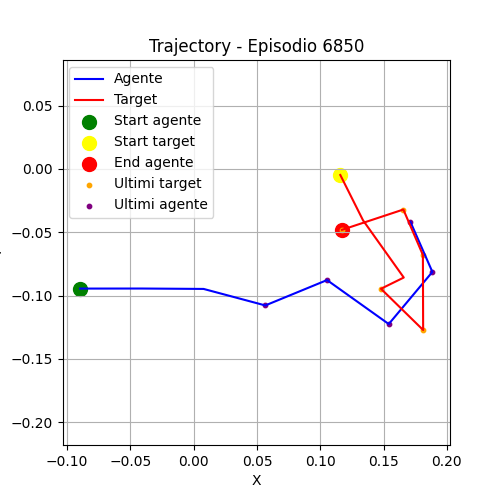 Trajectory - Episodio 6850
Agente
Target
Start agente
Start target
End agente
Ultimi target
Ultimi agente
0.05
0.00
−0.05
−0.10
−0.15
−0.20
−0.10
−0.05
0.00
0.05
0.10
0.15
0.20
X